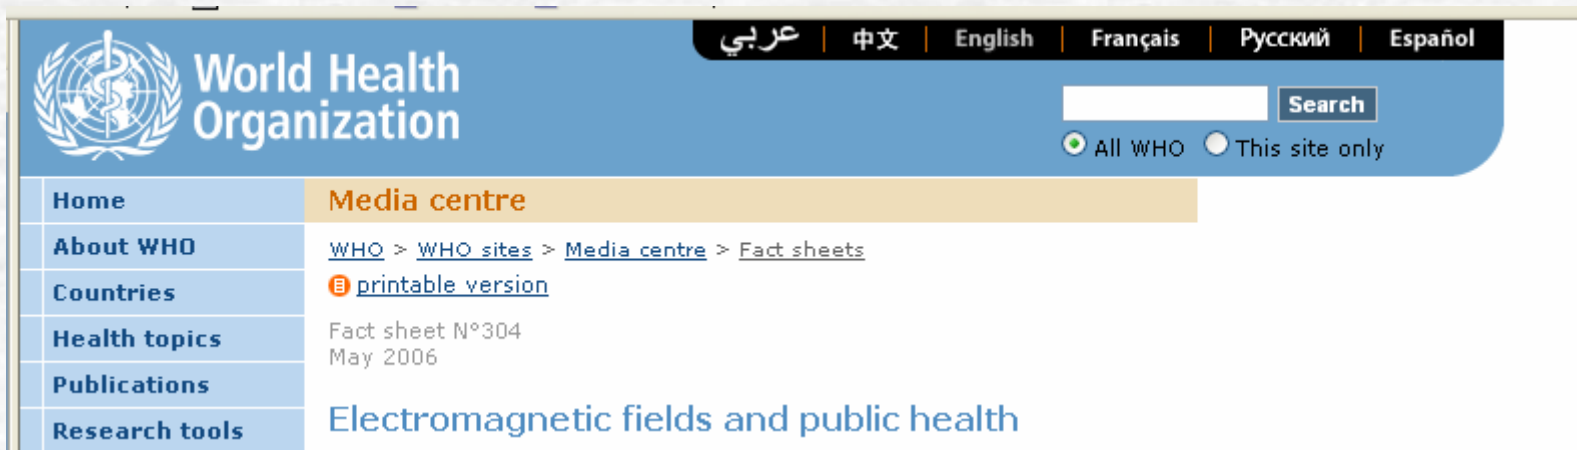 عربي | 中文 | English | Français | Русский | Español
World Health
Organization
Search
All WHO This site only
Home
About WHO
Countries
Health topics
Publications
Research tools
Media centre
WHO > WHO sites > Media centre > Fact sheets
printable version
Fact sheet N°304
May 2006
Electromagnetic fields and public health